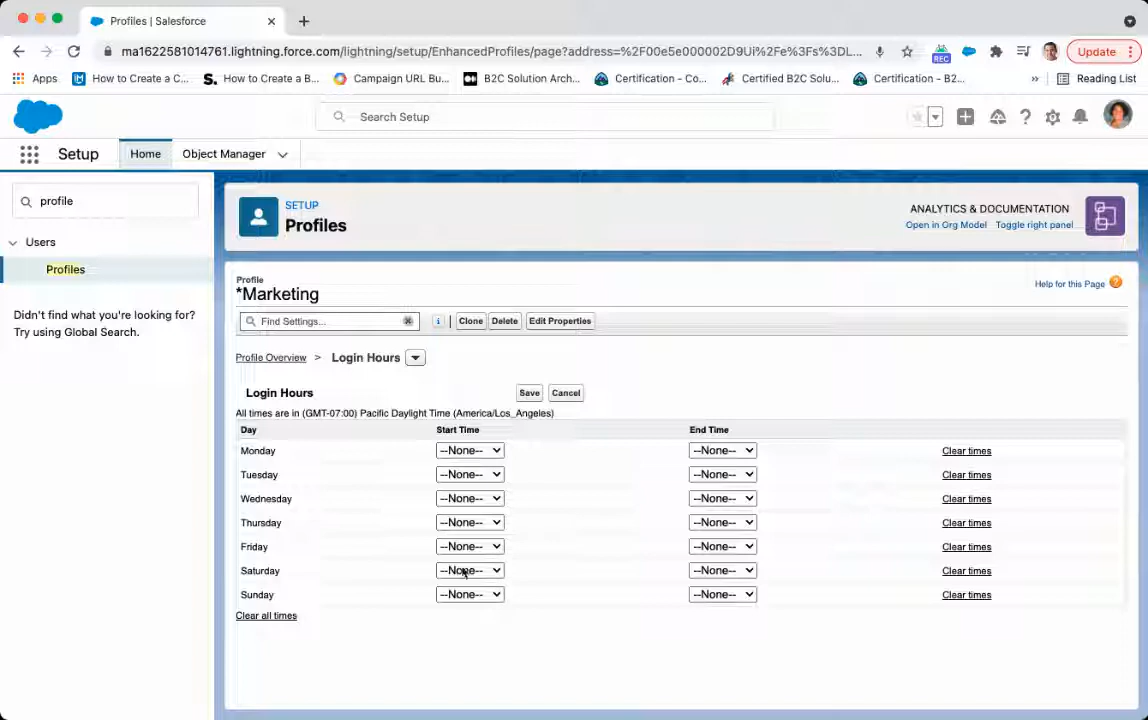 Profiles | Salesforce
ma1622581014761.lightning.force.com/lightning/setup/EnhancedProfiles/page?address=%2F00e5e000002D9Ui%2Fe%3Fs%3DL...
REC
Update
Apps
How to Create a C...
How to Create a B...
Campaign URL Bu...
B2C Solution Arch...
Certification - Co...
Certified B2C Solu...
Certification - B2...
Reading List
Search Setup
Setup
Home
Object Manager
profile
Users
Profiles
Didn't find what you're looking for?
Try using Global Search.
SETUP
Profiles
ANALYTICS & DOCUMENTATION
Open in Org Model Toggle right panel
Profile
*Marketing
Help for this Page ?
Find Settings...
i | Clone Delete Edit Properties
Profile Overview > Login Hours
Login Hours Save Cancel
All times are in (GMT-07:00) Pacific Daylight Time (America/Los_Angeles)
Day Start Time End Time
Monday --None-- --None-- Clear times
Tuesday --None-- --None-- Clear times
Wednesday --None-- --None-- Clear times
Thursday --None-- --None-- Clear times
Friday --None-- --None-- Clear times
Saturday --None-- --None-- Clear times
Sunday --None-- --None-- Clear times
Clear all times